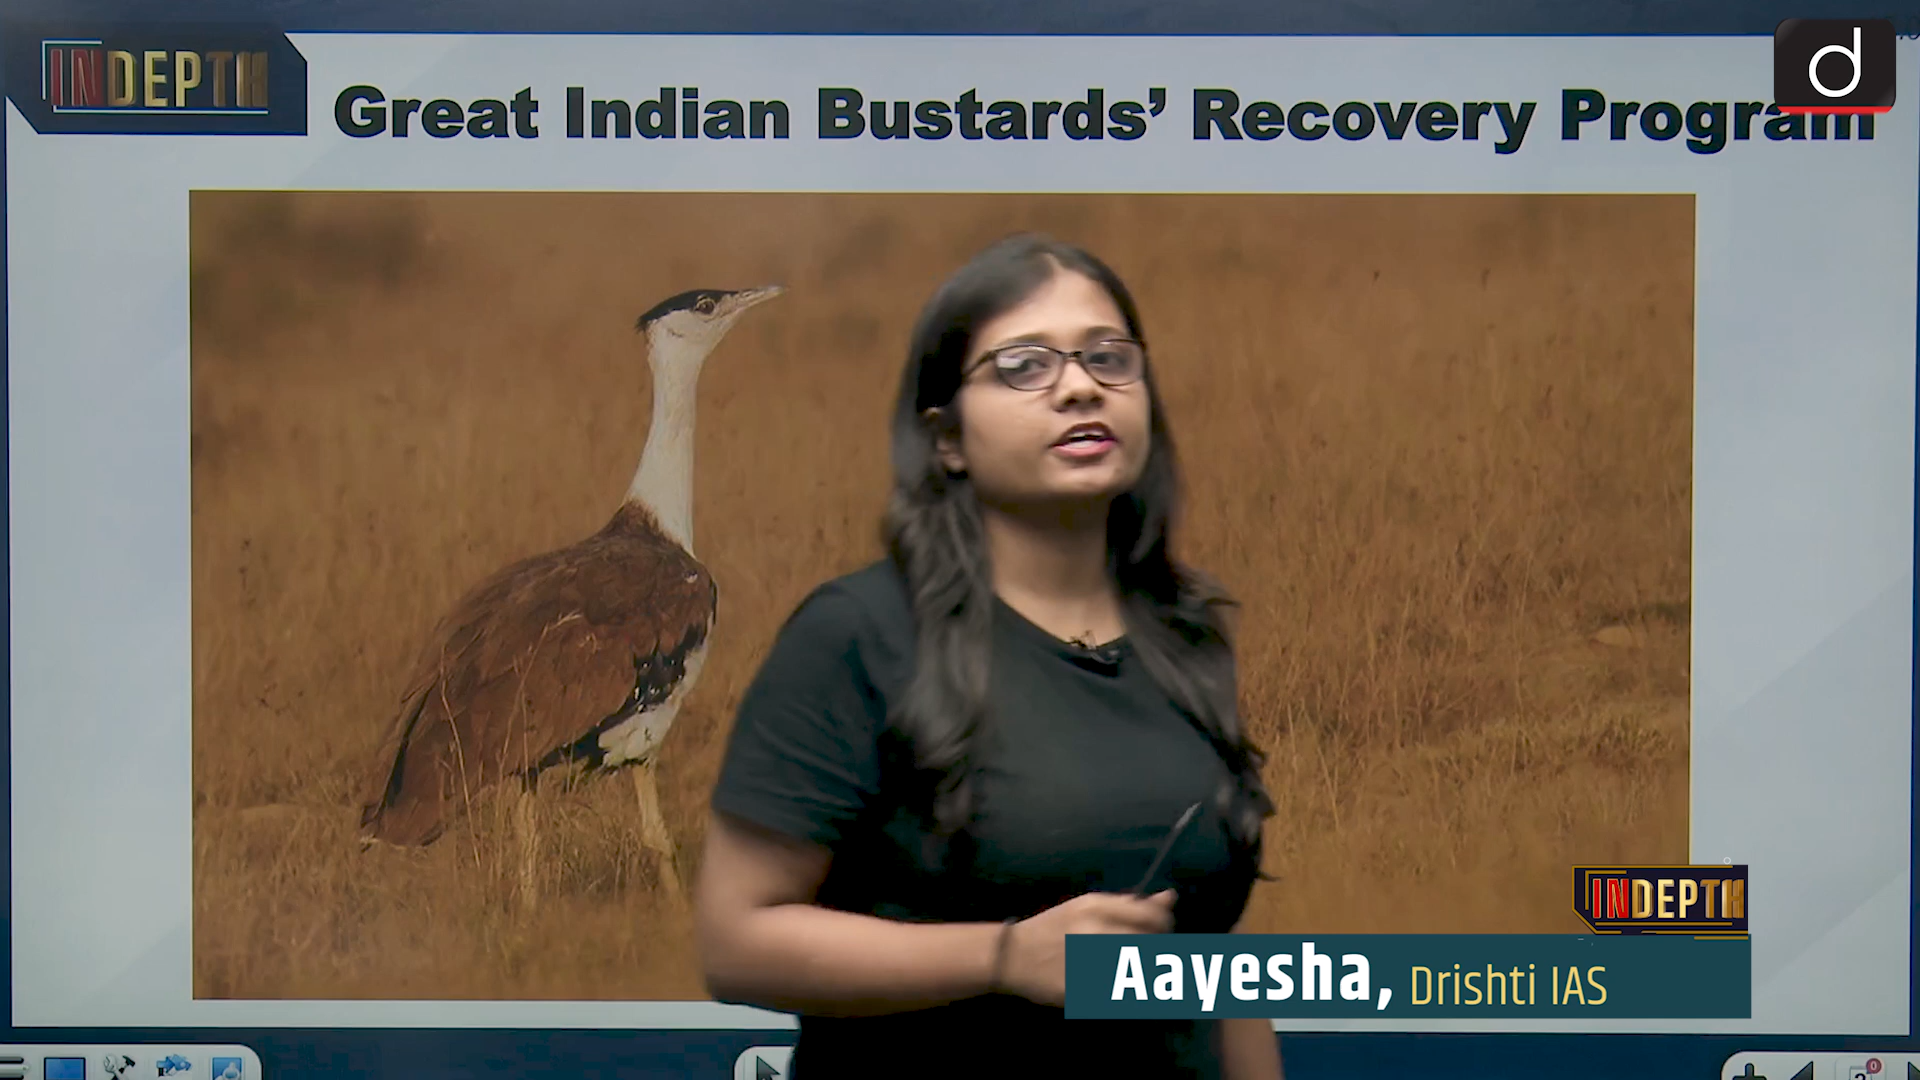 INDEPTH
Great Indian Bustards' Recovery Program
d
INDEPTH
Aayesha, Drishti IAS